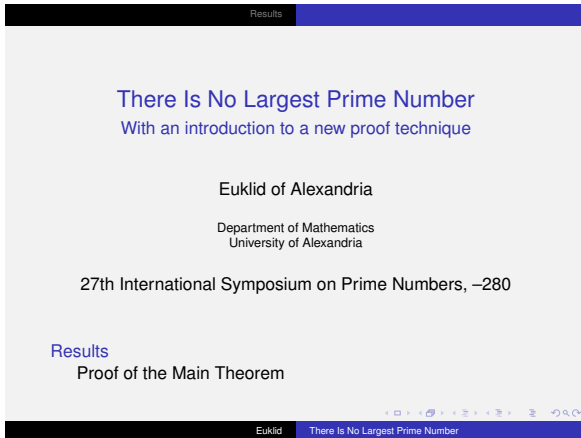 Results
There Is No Largest Prime Number
With an introduction to a new proof technique
Euklid of Alexandria
Department of Mathematics
University of Alexandria
27th International Symposium on Prime Numbers, –280
Results
Proof of the Main Theorem
Euklid There Is No Largest Prime Number